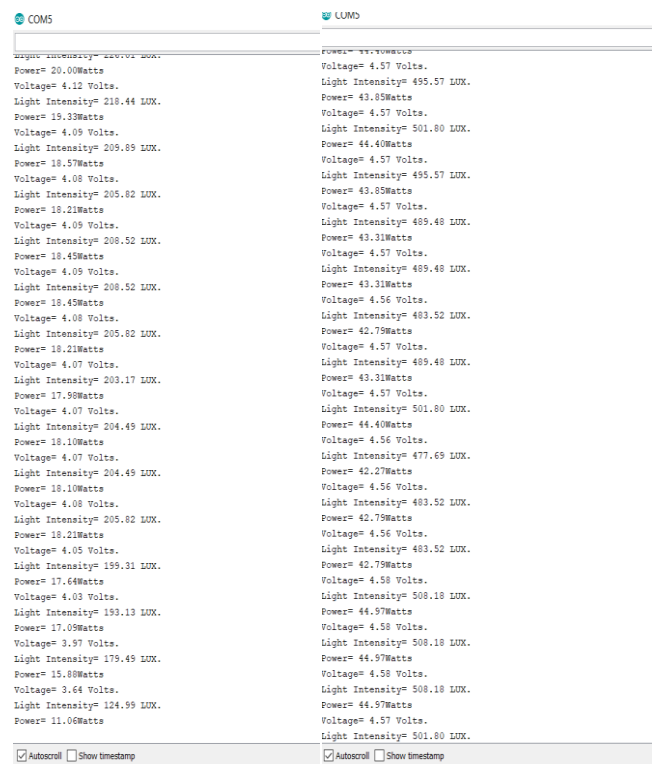 COM5
Light Intensity= 226.01 LUX.
Power= 20.00Watts
Voltage= 4.12 Volts.
Light Intensity= 218.44 LUX.
Power= 19.33Watts
Voltage= 4.09 Volts.
Light Intensity= 209.89 LUX.
Power= 18.57Watts
Voltage= 4.08 Volts.
Light Intensity= 205.82 LUX.
Power= 18.21Watts
Voltage= 4.09 Volts.
Light Intensity= 208.52 LUX.
Power= 18.45Watts
Voltage= 4.09 Volts.
Light Intensity= 208.52 LUX.
Power= 18.45Watts
Voltage= 4.08 Volts.
Light Intensity= 205.82 LUX.
Power= 18.21Watts
Voltage= 4.07 Volts.
Light Intensity= 203.17 LUX.
Power= 17.98Watts
Voltage= 4.07 Volts.
Light Intensity= 204.49 LUX.
Power= 18.10Watts
Voltage= 4.07 Volts.
Light Intensity= 204.49 LUX.
Power= 18.10Watts
Voltage= 4.08 Volts.
Light Intensity= 205.82 LUX.
Power= 18.21Watts
Voltage= 4.05 Volts.
Light Intensity= 199.31 LUX.
Power= 17.64Watts
Voltage= 4.03 Volts.
Light Intensity= 193.13 LUX.
Power= 17.09Watts
Voltage= 3.97 Volts.
Light Intensity= 179.49 LUX.
Power= 15.88Watts
Voltage= 3.64 Volts.
Light Intensity= 124.99 LUX.
Power= 11.06Watts
Autoscroll Show timestamp
COM5
Power= 44.40Watts
Voltage= 4.57 Volts.
Light Intensity= 495.57 LUX.
Power= 43.85Watts
Voltage= 4.57 Volts.
Light Intensity= 501.80 LUX.
Power= 44.40Watts
Voltage= 4.57 Volts.
Light Intensity= 495.57 LUX.
Power= 43.85Watts
Voltage= 4.57 Volts.
Light Intensity= 489.48 LUX.
Power= 43.31Watts
Voltage= 4.57 Volts.
Light Intensity= 489.48 LUX.
Power= 43.31Watts
Voltage= 4.56 Volts.
Light Intensity= 483.52 LUX.
Power= 42.79Watts
Voltage= 4.57 Volts.
Light Intensity= 489.48 LUX.
Power= 43.31Watts
Voltage= 4.57 Volts.
Light Intensity= 501.80 LUX.
Power= 44.40Watts
Voltage= 4.56 Volts.
Light Intensity= 477.69 LUX.
Power= 42.27Watts
Voltage= 4.56 Volts.
Light Intensity= 483.52 LUX.
Power= 42.79Watts
Voltage= 4.56 Volts.
Light Intensity= 483.52 LUX.
Power= 42.79Watts
Voltage= 4.58 Volts.
Light Intensity= 508.18 LUX.
Power= 44.97Watts
Voltage= 4.58 Volts.
Light Intensity= 508.18 LUX.
Power= 44.97Watts
Voltage= 4.58 Volts.
Light Intensity= 508.18 LUX.
Power= 44.97Watts
Voltage= 4.57 Volts.
Light Intensity= 501.80 LUX.
Autoscroll Show timestamp